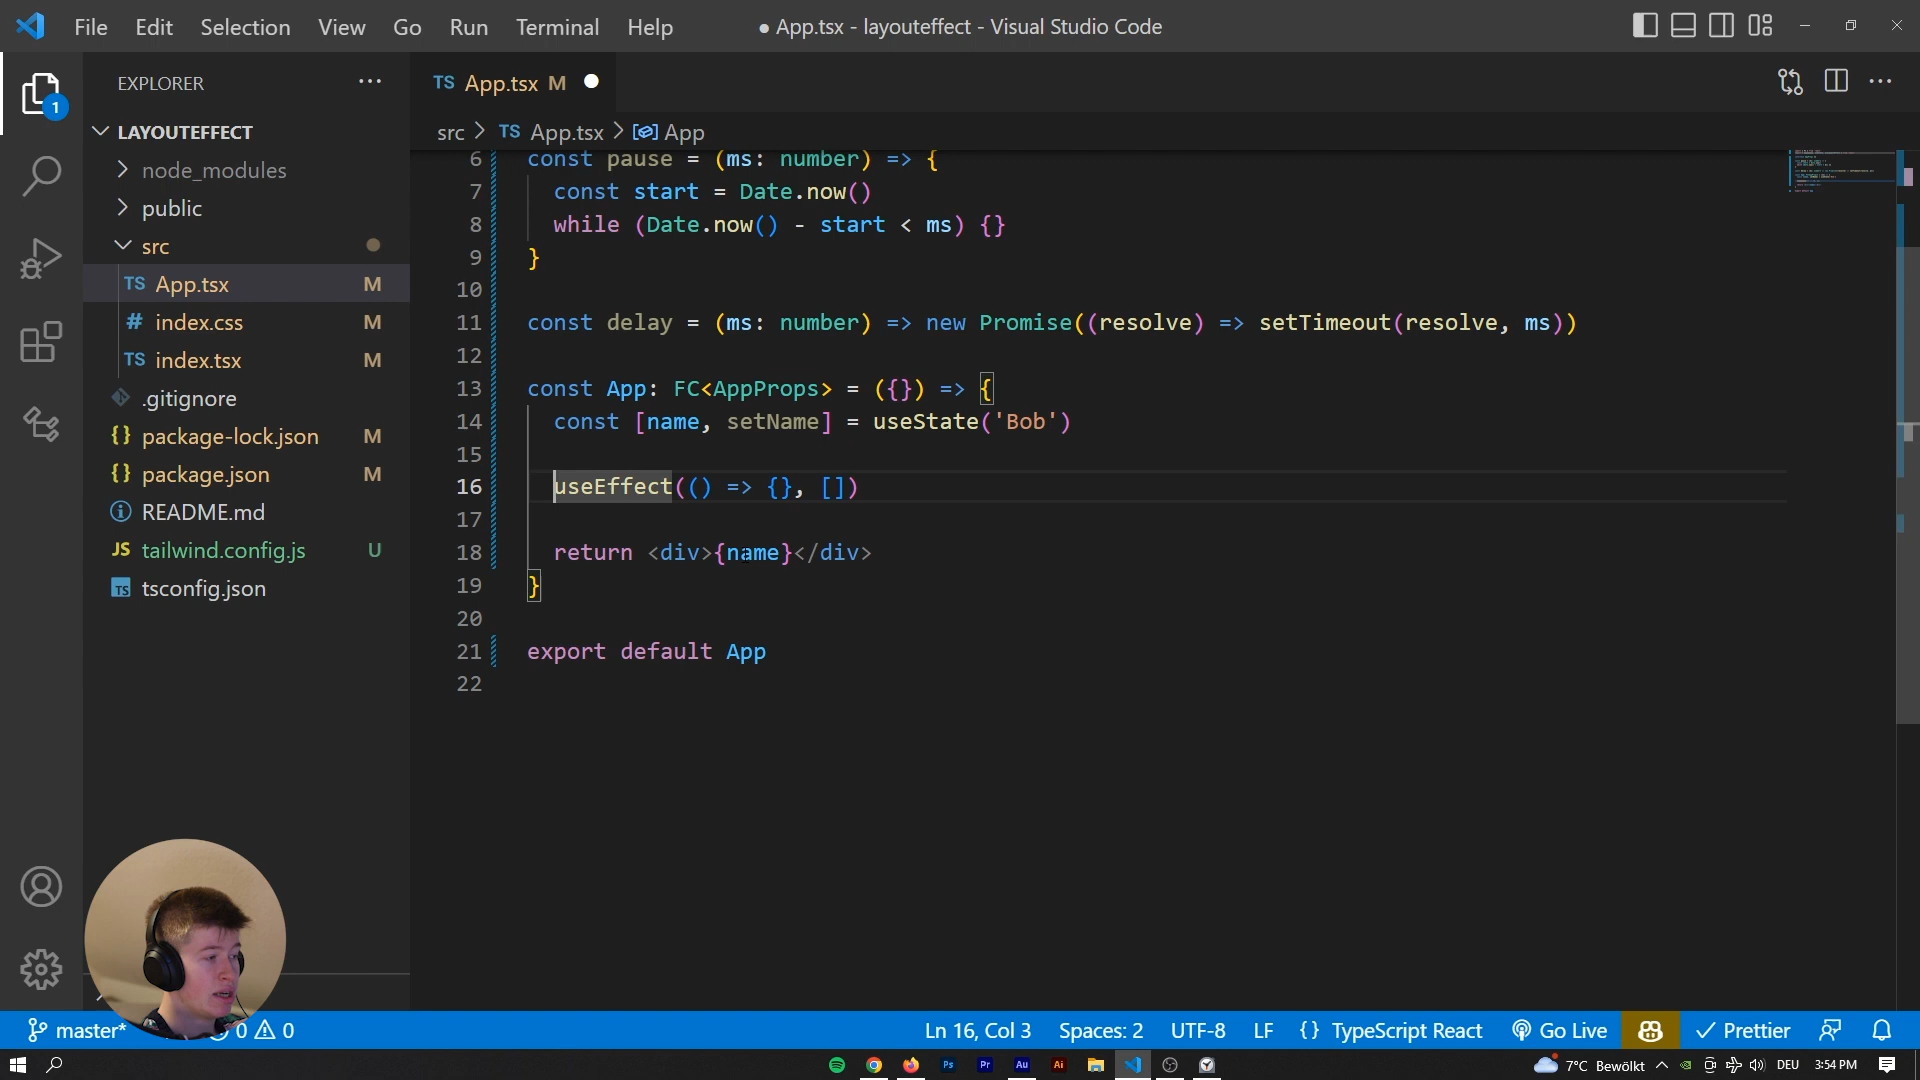 File Edit Selection View Go Run Terminal Help
● App.tsx - layouteffect - Visual Studio Code
1
EXPLORER
LAYOUTEFFECT
node_modules
public
src
TS App.tsx M
# index.css M
TS index.tsx M
.gitignore
{} package-lock.json M
{} package.json M
README.md
JS tailwind.config.js U
TS tsconfig.json
TS App.tsx M
src > TS App.tsx > App
6 const pause = (ms: number) => {
7 const start = Date.now()
8 while (Date.now() - start < ms) {}
9 }
10
11 const delay = (ms: number) => new Promise((resolve) => setTimeout(resolve, ms))
12
13 const App: FC<AppProps> = ({}) => {
14 const [name, setName] = useState('Bob')
15
16 useEffect(() => {}, [])
17
18 return <div>{name}</div>
19 }
20
21 export default App
22
master* 0 0
Ln 16, Col 3 Spaces: 2 UTF-8 LF {} TypeScript React Go Live Prettier
Ps Pr Au Ai
7°C Bewölkt DEU 3:54 PM